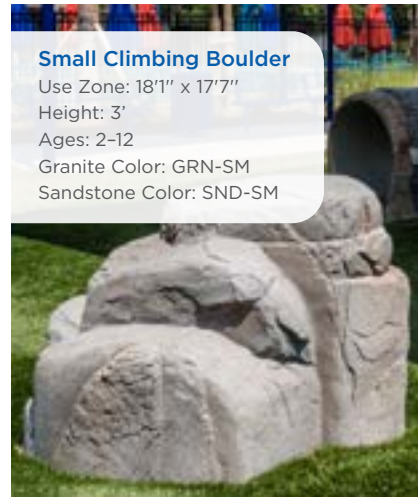 Small Climbing Boulder
Use Zone: 18'1'' x 17'7''
Height: 3’
Ages: 2–12
Granite Color: GRN-SM
Sandstone Color: SND-SM